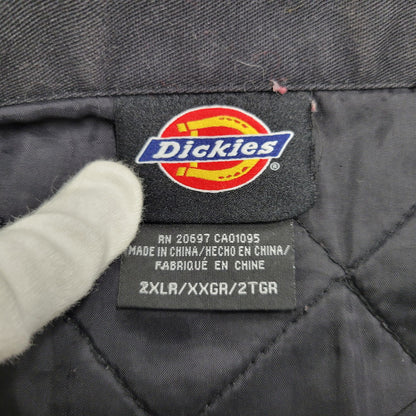 Dickies®
RN 20697 CA01095
MADE IN CHINA/HECHO EN CHINA/
FABRIQUÉ EN CHINE
2XLR/XXGR/2TGR